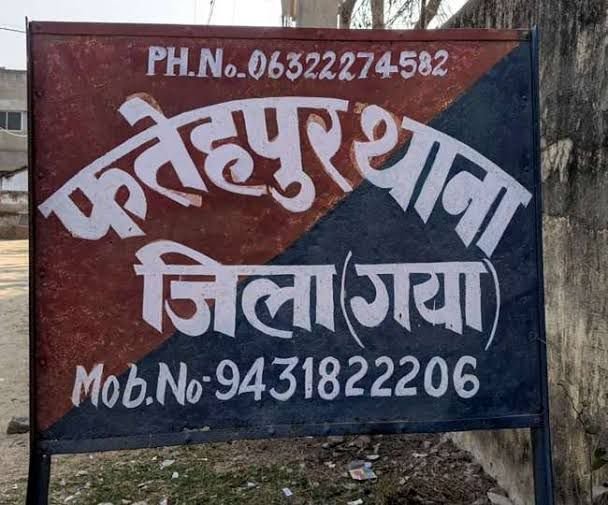 PH.No. 06322274582
फतेहपुर थाना
जिला (गया)
Mob.No-9431822206